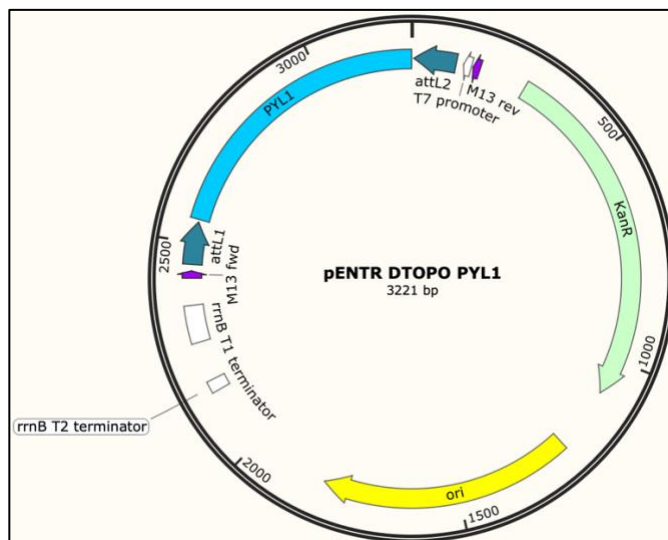 3000
attL2
M13 rev
T7 promoter
PYL1
500
KanR
attL1
2500
M13 fwd
pENTR DTOPO PYL1
3221 bp
rrnB T1 terminator
1000
rrnB T2 terminator
2000
ori
1500